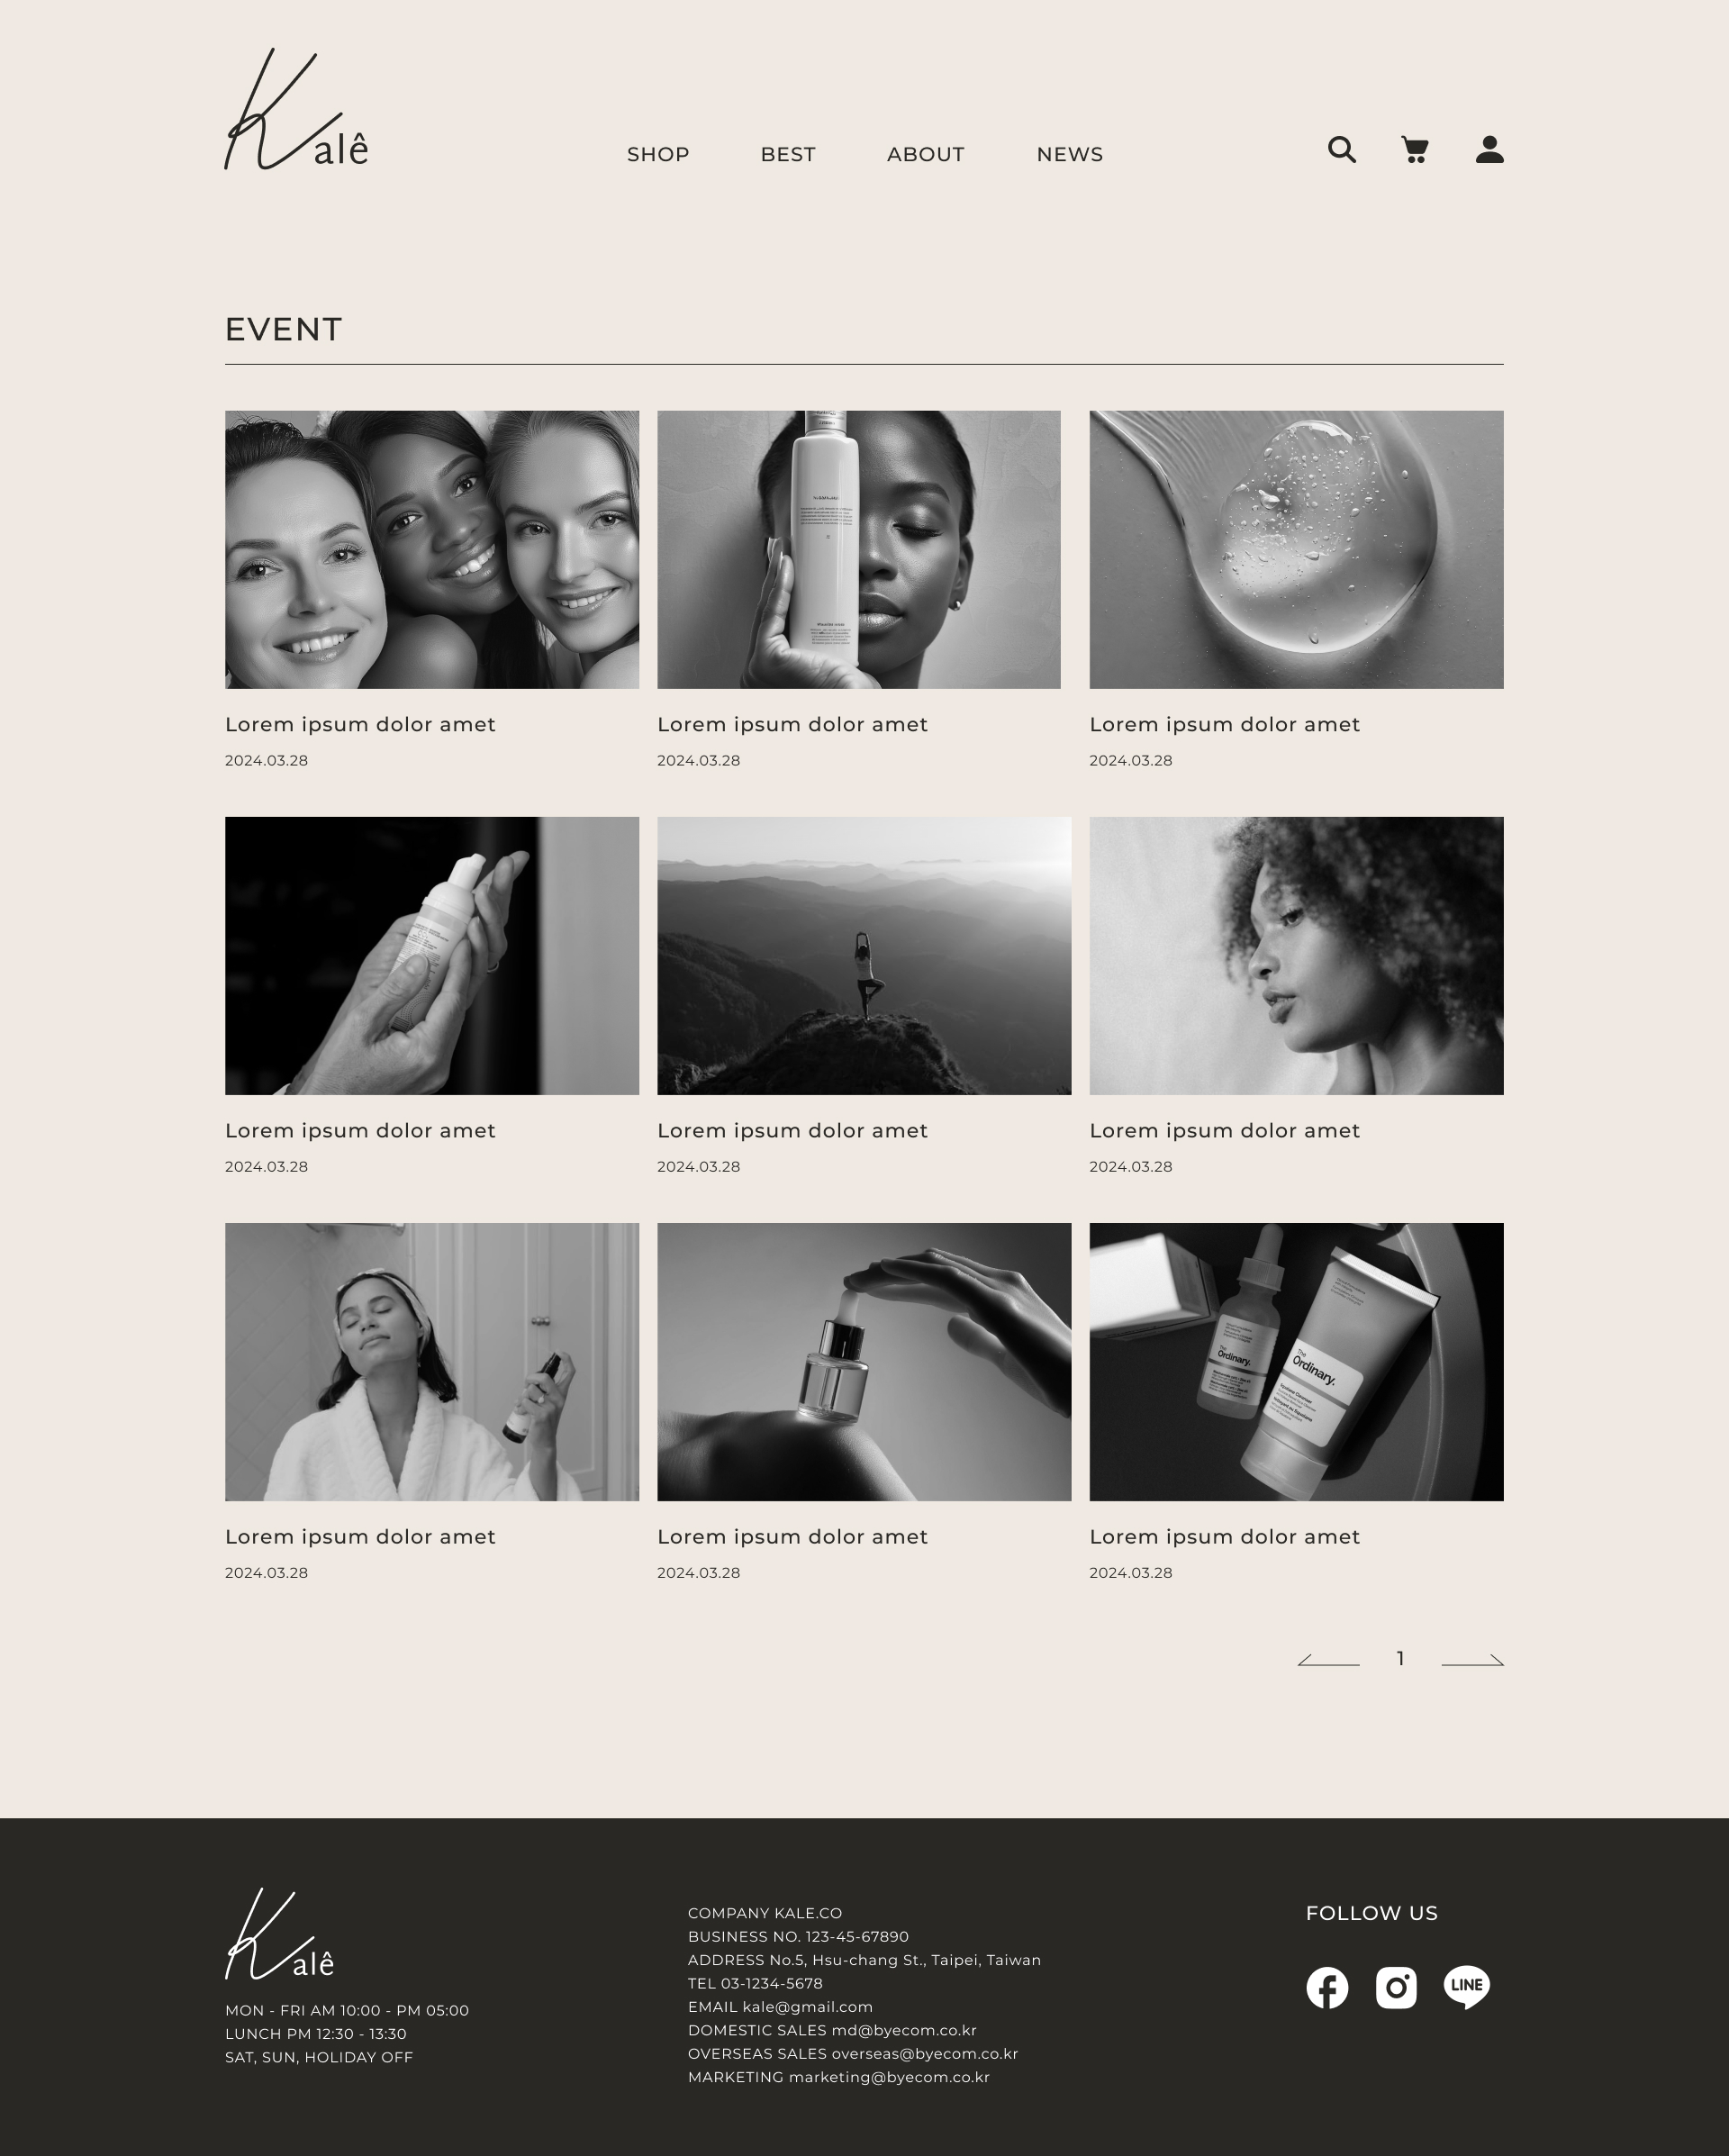 Kalê
SHOP BEST ABOUT NEWS
EVENT
Lorem ipsum dolor amet
2024.03.28
Lorem ipsum dolor amet
2024.03.28
Lorem ipsum dolor amet
2024.03.28
Lorem ipsum dolor amet
2024.03.28
Lorem ipsum dolor amet
2024.03.28
Lorem ipsum dolor amet
2024.03.28
The
Ordinary.
The
Ordinary.
Squalane Cleanser
Lorem ipsum dolor amet
2024.03.28
Lorem ipsum dolor amet
2024.03.28
Lorem ipsum dolor amet
2024.03.28
1
Kalê
MON - FRI AM 10:00 - PM 05:00
LUNCH PM 12:30 - 13:30
SAT, SUN, HOLIDAY OFF
COMPANY KALE.CO
BUSINESS NO. 123-45-67890
ADDRESS No.5, Hsu-chang St., Taipei, Taiwan
TEL 03-1234-5678
EMAIL kale@gmail.com
DOMESTIC SALES md@byecom.co.kr
OVERSEAS SALES overseas@byecom.co.kr
MARKETING marketing@byecom.co.kr
FOLLOW US
LINE